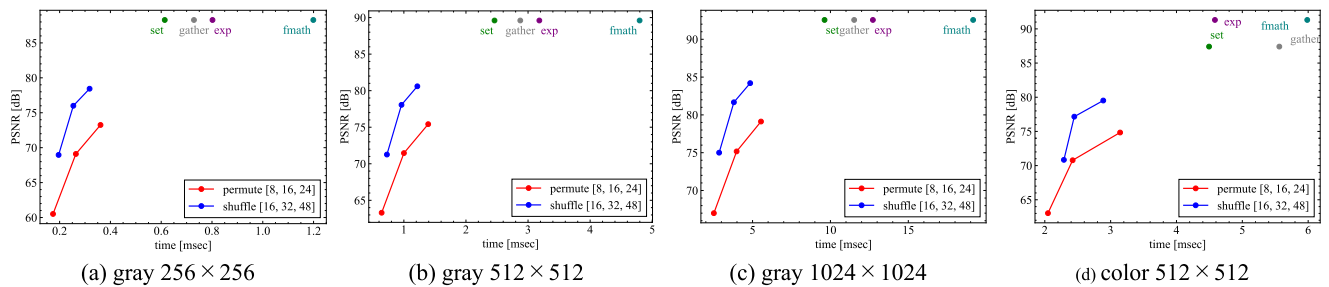 set
gather
exp
fmath
85
80
75
70
65
60
PSNR [dB]
permute [8, 16, 24]
shuffle [16, 32, 48]
0.2
0.4
0.6
0.8
1.0
1.2
time [msec]
(a) gray 256×256
set
gather
exp
fmath
90
85
80
75
70
65
PSNR [dB]
permute [8, 16, 24]
shuffle [16, 32, 48]
1
2
3
4
5
time [msec]
(b) gray 512×512
set
gather
exp
fmath
90
85
80
75
70
PSNR [dB]
permute [8, 16, 24]
shuffle [16, 32, 48]
5
10
15
time [msec]
(c) gray 1024×1024
exp
fmath
set
gather
90
85
80
75
70
65
PSNR [dB]
permute [8, 16, 24]
shuffle [16, 32, 48]
2
3
4
5
6
time [msec]
(d) color 512×512